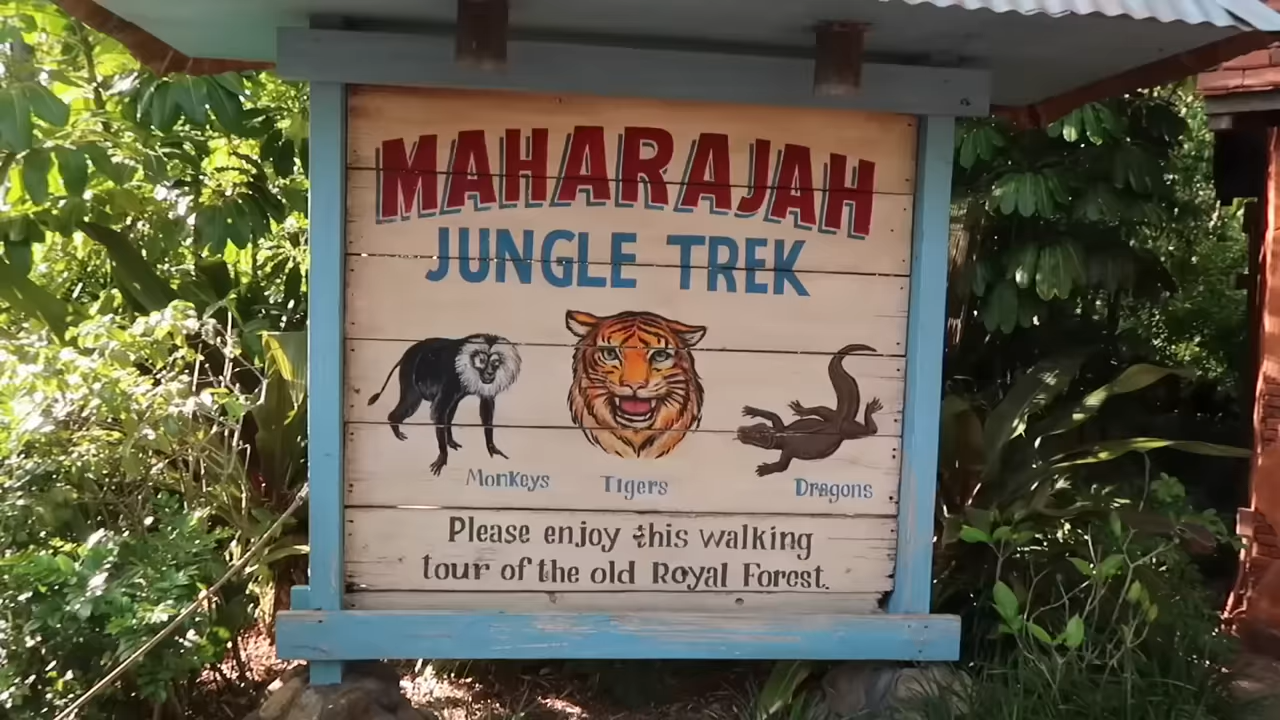 MAHARAJAH
JUNGLE TREK
Monkeys Tigers Dragons
Please enjoy this walking
tour of the old Royal Forest.